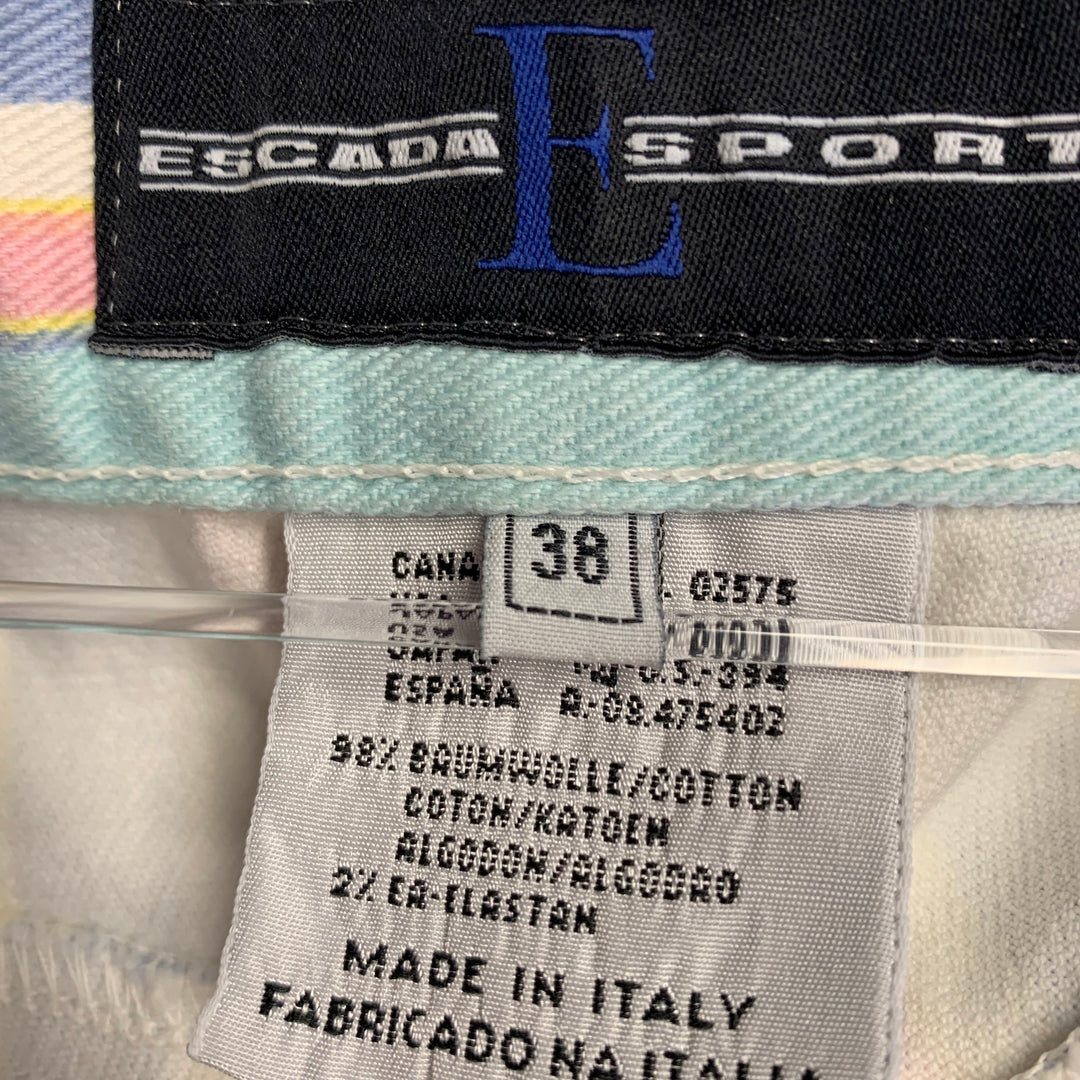 ESCADA E SPORT
38
CANA 02575
ESPAÑA R.-08.475402
98% BAUMWOLLE/COTTON
COTON/KATOEN
ALGODON/ALGODAO
2% EA-ELASTAN
MADE IN ITALY
FABRICADO NA ITALIA